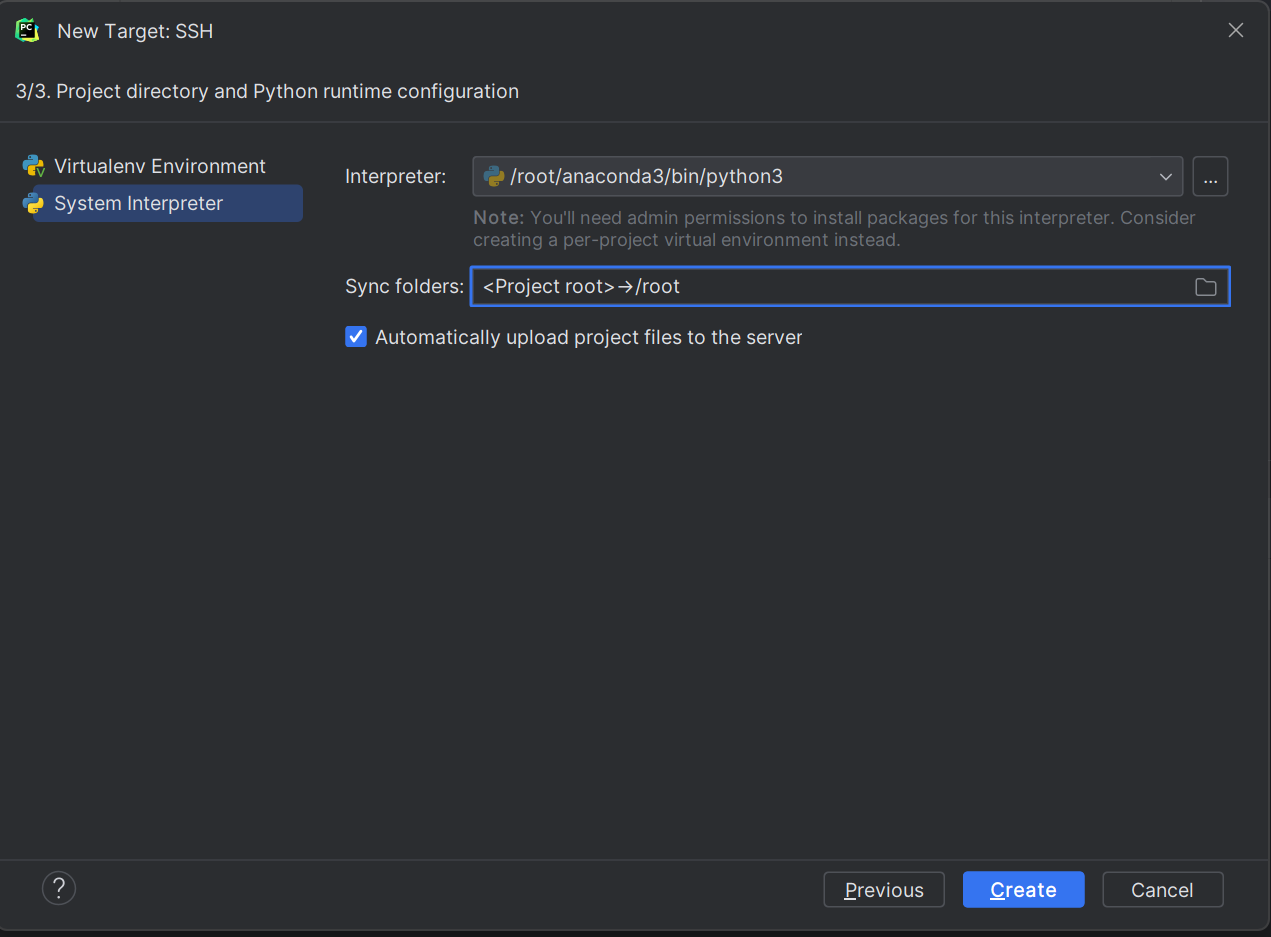 New Target: SSH
3/3. Project directory and Python runtime configuration
Virtualenv Environment
System Interpreter
Interpreter: /root/anaconda3/bin/python3 ...
Note: You'll need admin permissions to install packages for this interpreter. Consider
creating a per-project virtual environment instead.
Sync folders: <Project root>→/root
Automatically upload project files to the server
? Previous Create Cancel